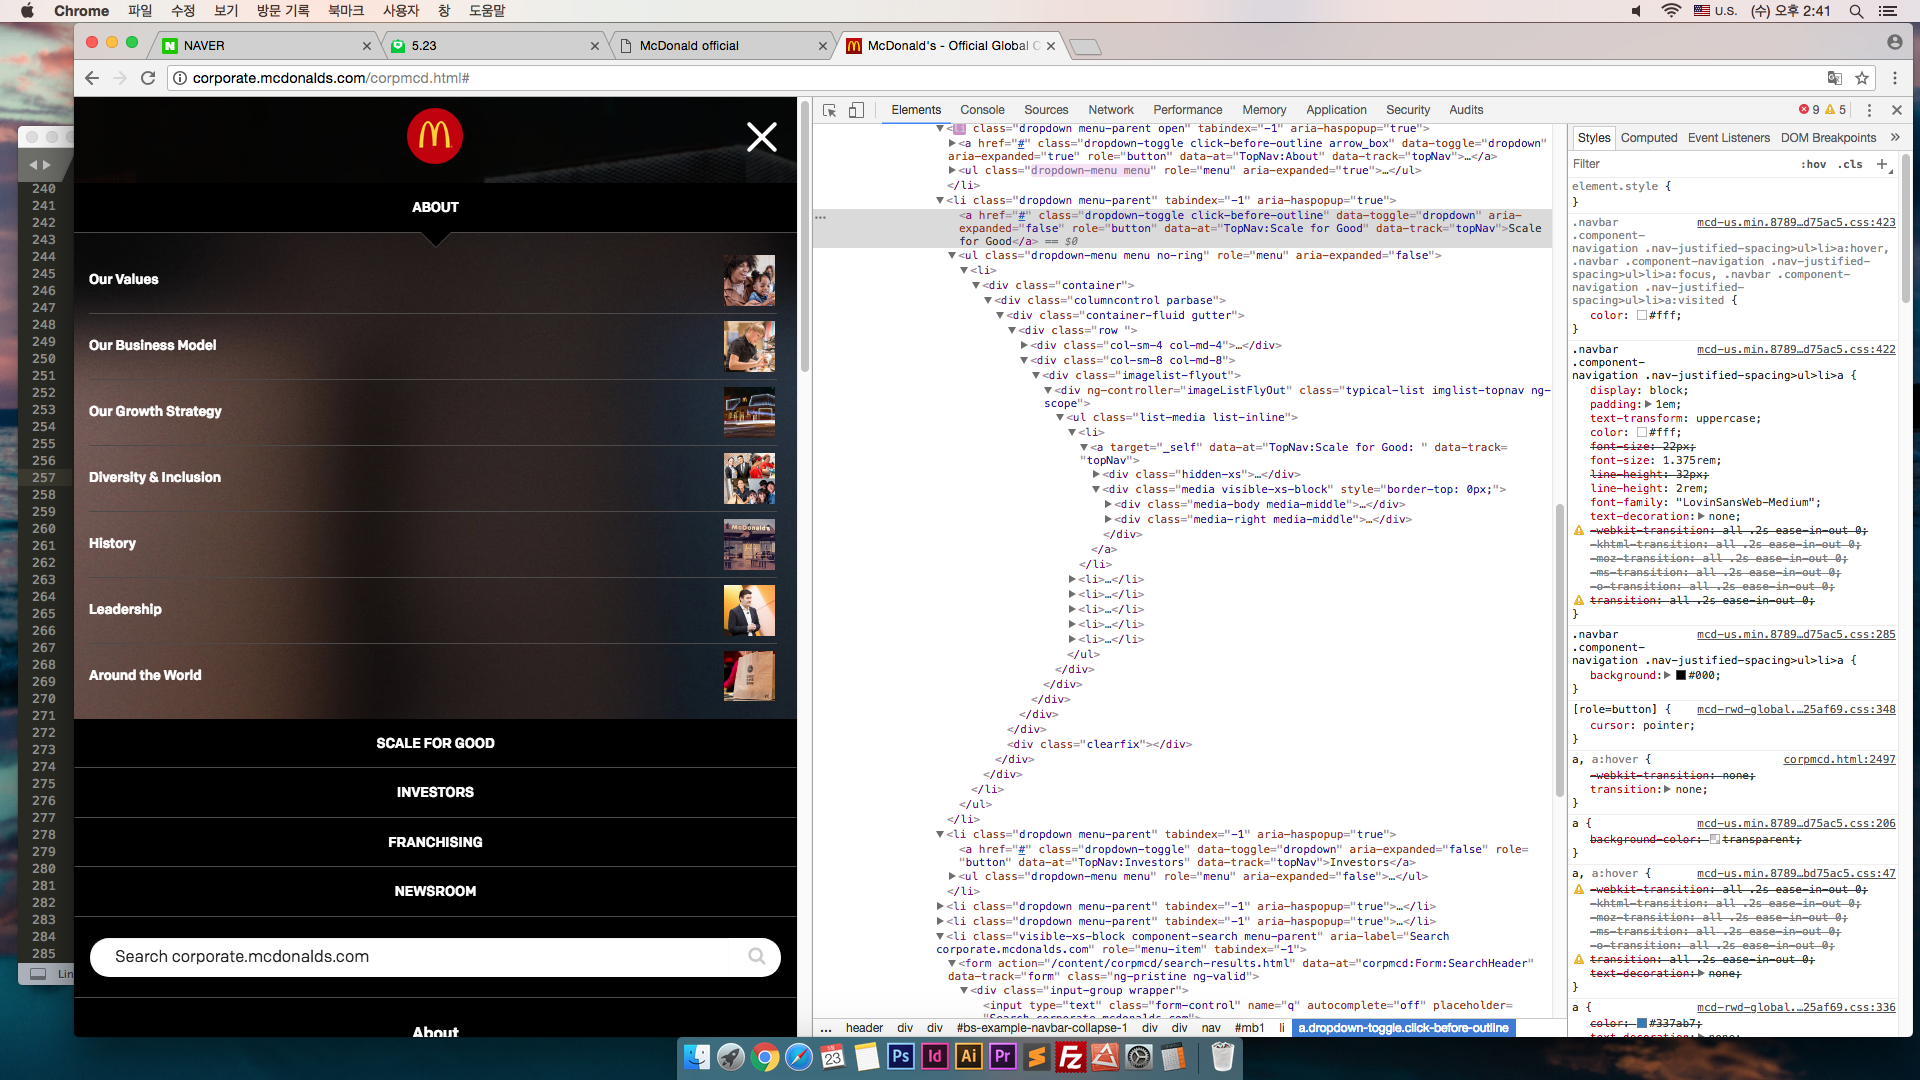 Chrome 파일 수정 보기 방문 기록 북마크 사용자 창 도움말 U.S. (수) 오후 2:41
NAVER
5.23
McDonald official
McDonald's - Official Global C
corporate.mcdonalds.com/corpmcd.html#
240
241
242
243
244
245
246
247
248
249
250
251
252
253
254
255
256
257
258
259
260
261
262
263
264
265
266
267
268
269
270
271
272
273
274
275
276
277
278
279
280
281
282
283
284
285
Lin
ABOUT
Our Values
Our Business Model
Our Growth Strategy
Diversity & Inclusion
History
Leadership
Around the World
SCALE FOR GOOD
INVESTORS
FRANCHISING
NEWSROOM
Search corporate.mcdonalds.com
About
Elements Console Sources Network Performance Memory Application Security Audits 9 5
<li class="dropdown menu-parent open" tabindex="-1" aria-haspopup="true">
<a href="#" class="dropdown-toggle click-before-outline arrow_box" data-toggle="dropdown"
aria-expanded="true" role="button" data-at="TopNav:About" data-track="topNav">…</a>
<ul class="dropdown-menu menu" role="menu" aria-expanded="true">…</ul>
</li>
<li class="dropdown menu-parent" tabindex="-1" aria-haspopup="true">
<a href="#" class="dropdown-toggle click-before-outline" data-toggle="dropdown" aria-
expanded="false" role="button" data-at="TopNav:Scale for Good" data-track="topNav">Scale
for Good</a> == $0
<ul class="dropdown-menu menu no-ring" role="menu" aria-expanded="false">
<li>
<div class="container">
<div class="columncontrol parbase">
<div class="container-fluid gutter">
<div class="row ">
<div class="col-sm-4 col-md-4">…</div>
<div class="col-sm-8 col-md-8">
<div class="imagelist-flyout">
<div ng-controller="imageListFlyOut" class="typical-list imglist-topnav ng-
scope">
<ul class="list-media list-inline">
<li>
<a target="_self" data-at="TopNav:Scale for Good: " data-track=
"topNav">
<div class="hidden-xs">…</div>
<div class="media visible-xs-block" style="border-top: 0px;">
<div class="media-body media-middle">…</div>
<div class="media-right media-middle">…</div>
</div>
</a>
</li>
<li>…</li>
<li>…</li>
<li>…</li>
<li>…</li>
<li>…</li>
</ul>
</div>
</div>
</div>
</div>
</div>
<div class="clearfix"></div>
</div>
</div>
</li>
</ul>
</li>
<li class="dropdown menu-parent" tabindex="-1" aria-haspopup="true">
<a href="#" class="dropdown-toggle" data-toggle="dropdown" aria-expanded="false" role=
"button" data-at="TopNav:Investors" data-track="topNav">Investors</a>
<ul class="dropdown-menu menu" role="menu" aria-expanded="false">…</ul>
</li>
<li class="dropdown menu-parent" tabindex="-1" aria-haspopup="true">…</li>
<li class="dropdown menu-parent" tabindex="-1" aria-haspopup="true">…</li>
<li class="visible-xs-block component-search menu-parent" aria-label="Search
corporate.mcdonalds.com" role="menu-item" tabindex="-1">
<form action="/content/corpmcd/search-results.html" data-at="corpmcd:Form:SearchHeader"
data-track="form" class="ng-pristine ng-valid">
<div class="input-group wrapper">
<input type="text" class="form-control" name="q" autocomplete="off" placeholder=
"Search corporate.mcdonalds.com">
... header div div #bs-example-navbar-collapse-1 div div nav #mb1 li a.dropdown-toggle.click-before-outline
Styles Computed Event Listeners DOM Breakpoints »
Filter :hov .cls +
element.style {
}
.navbar mcd-us.min.8789…d75ac5.css:423
.component-
navigation .nav-justified-spacing>ul>li>a:hover,
.navbar .component-navigation .nav-justified-
spacing>ul>li>a:focus, .navbar .component-
navigation .nav-justified-
spacing>ul>li>a:visited {
color: #fff;
}
.navbar mcd-us.min.8789…d75ac5.css:422
.component-
navigation .nav-justified-spacing>ul>li>a {
display: block;
padding: 1em;
text-transform: uppercase;
color: #fff;
font-size: 22px;
font-size: 1.375rem;
line-height: 32px;
line-height: 2rem;
font-family: "LovinSansWeb-Medium";
text-decoration: none;
-webkit-transition: all .2s ease-in-out 0;
-khtml-transition: all .2s ease-in-out 0;
-moz-transition: all .2s ease-in-out 0;
-ms-transition: all .2s ease-in-out 0;
-o-transition: all .2s ease-in-out 0;
transition: all .2s ease-in-out 0;
}
.navbar mcd-us.min.8789…d75ac5.css:285
.component-
navigation .nav-justified-spacing>ul>li>a {
background: #000;
}
[role=button] { mcd-rwd-global.…25af69.css:348
cursor: pointer;
}
a, a:hover { corpmcd.html:2497
-webkit-transition: none;
transition: none;
}
a { mcd-us.min.8789…d75ac5.css:206
background-color: transparent;
}
a, a:hover { mcd-us.min.8789…bd75ac5.css:47
-webkit-transition: all .2s ease-in-out 0;
-khtml-transition: all .2s ease-in-out 0;
-moz-transition: all .2s ease-in-out 0;
-ms-transition: all .2s ease-in-out 0;
-o-transition: all .2s ease-in-out 0;
transition: all .2s ease-in-out 0;
text-decoration: none;
}
a { mcd-rwd-global.…25af69.css:336
color: #337ab7;
text-decoration: none;
23 Ps Id Ai Pr S Fz